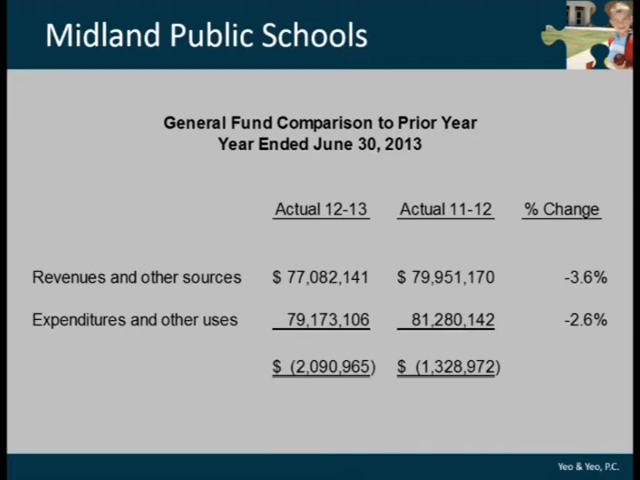 Midland Public Schools
General Fund Comparison to Prior Year
Year Ended June 30, 2013
Actual 12-13 Actual 11-12 % Change
Revenues and other sources $ 77,082,141 $ 79,951,170 -3.6%
Expenditures and other uses 79,173,106 81,280,142 -2.6%
$ (2,090,965) $ (1,328,972)
Yeo & Yeo, P.C.